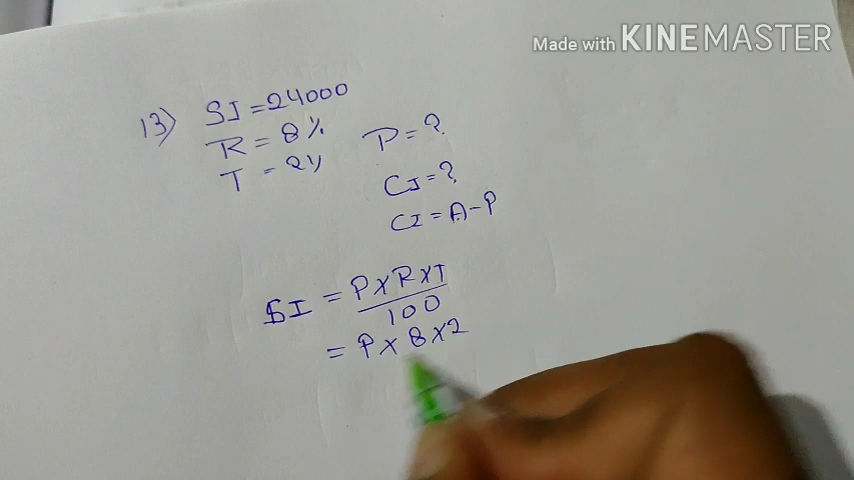 Made with KINEMASTER
13) SI = 24000
R = 8 %
T = 2y
P = ?
CI = ?
CI = A - P
SI = P x R x T
100
= P x 8 x 2